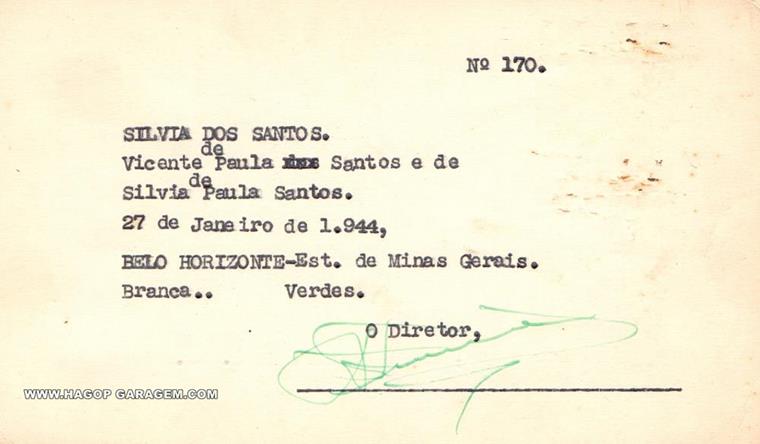 Nº 170.
SILVIA DOS SANTOS.
Vicente de Paula dos Santos e de
Silvia de Paula Santos.
27 de Janeiro de 1.944,
BELO HORIZONTE-Est. de Minas Gerais.
Branca.. Verdes.
O Diretor,
WWW.HAGOP GARAGEM.COM